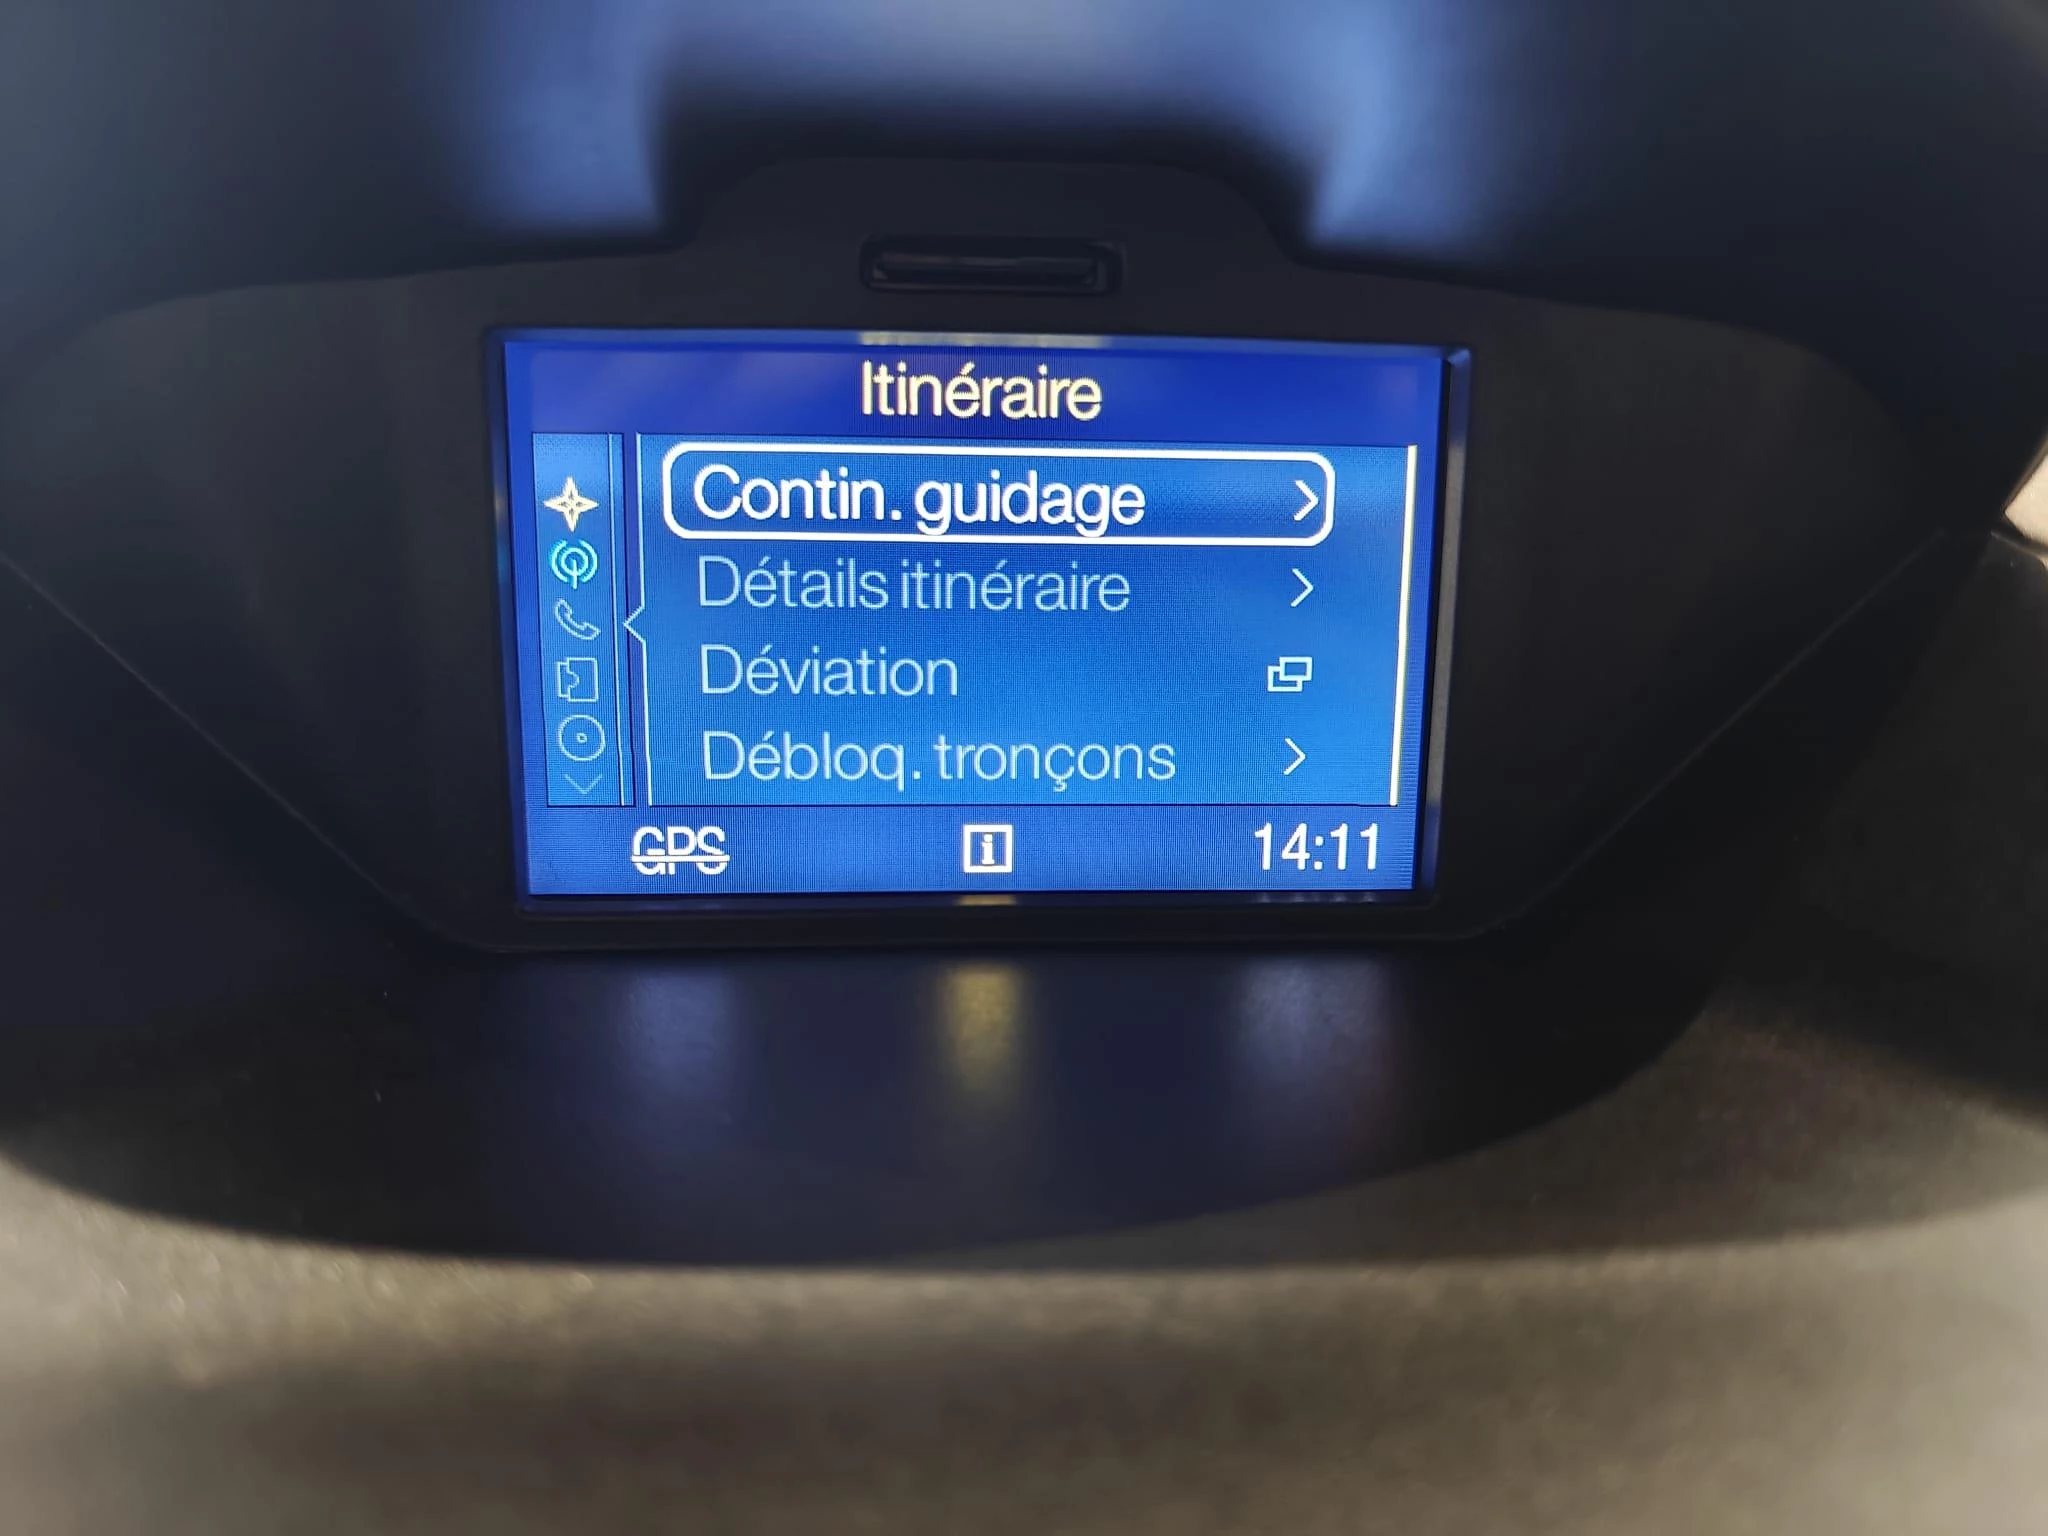 Itinéraire
Contin. guidage
Détails itinéraire
Déviation
Débloq. tronçons
GPS
i
14:11